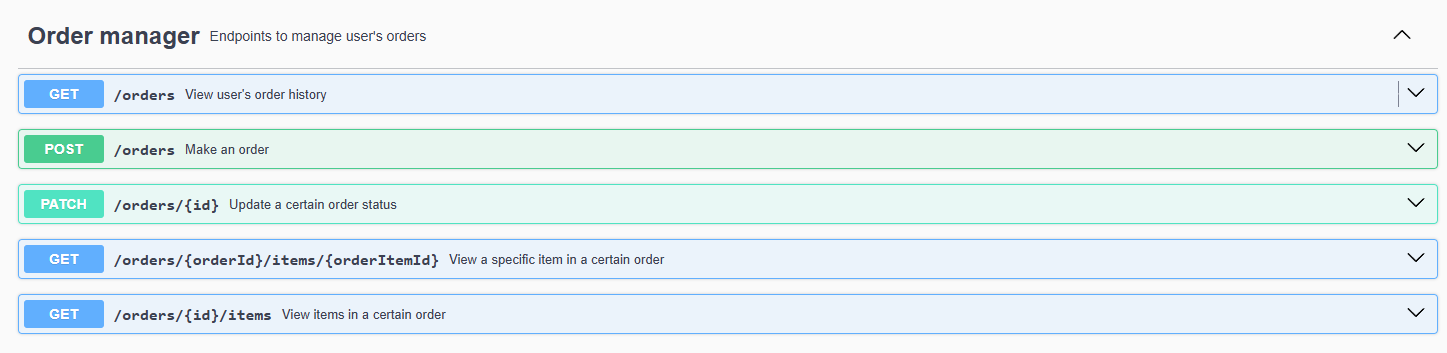 Order manager Endpoints to manage user's orders
GET /orders View user's order history
POST /orders Make an order
PATCH /orders/{id} Update a certain order status
GET /orders/{orderId}/items/{orderItemId} View a specific item in a certain order
GET /orders/{id}/items View items in a certain order